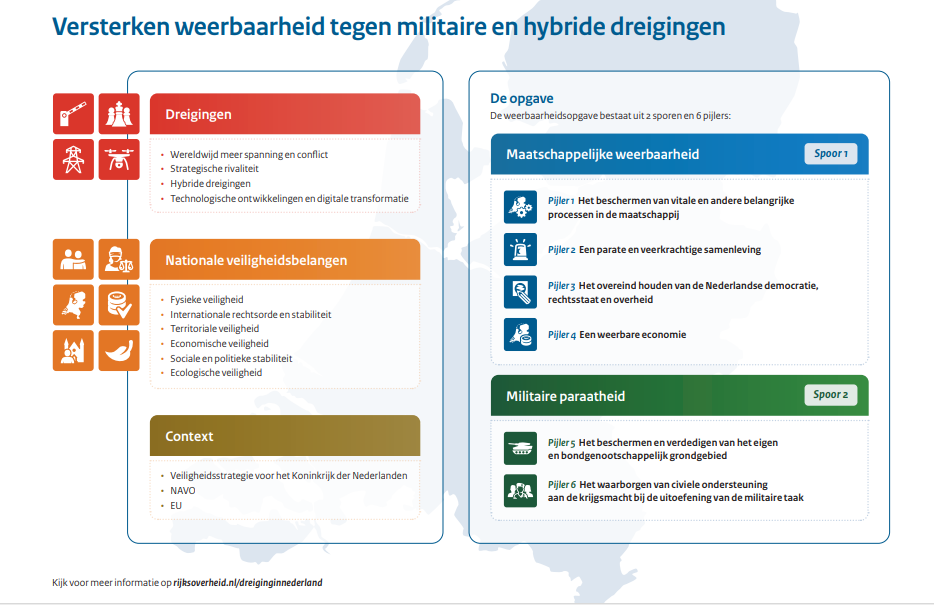 Versterken weerbaarheid tegen militaire en hybride dreigingen
Dreigingen
• Wereldwijd meer spanning en conflict
• Strategische rivaliteit
• Hybride dreigingen
• Technologische ontwikkelingen en digitale transformatie
Nationale veiligheidsbelangen
• Fysieke veiligheid
• Internationale rechtsorde en stabiliteit
• Territoriale veiligheid
• Economische veiligheid
• Sociale en politieke stabiliteit
• Ecologische veiligheid
Context
• Veiligheidsstrategie voor het Koninkrijk der Nederlanden
• NAVO
• EU
De opgave
De weerbaarheidsopgave bestaat uit 2 sporen en 6 pijlers:
Maatschappelijke weerbaarheid Spoor 1
Pijler 1 Het beschermen van vitale en andere belangrijke
processen in de maatschappij
Pijler 2 Een parate en veerkrachtige samenleving
Pijler 3 Het overeind houden van de Nederlandse democratie,
rechtsstaat en overheid
Pijler 4 Een weerbare economie
Militaire paraatheid Spoor 2
Pijler 5 Het beschermen en verdedigen van het eigen
en bondgenootschappelijk grondgebied
Pijler 6 Het waarborgen van civiele ondersteuning
aan de krijgsmacht bij de uitoefening van de militaire taak
Kijk voor meer informatie op rijksoverheid.nl/dreiginginnederland